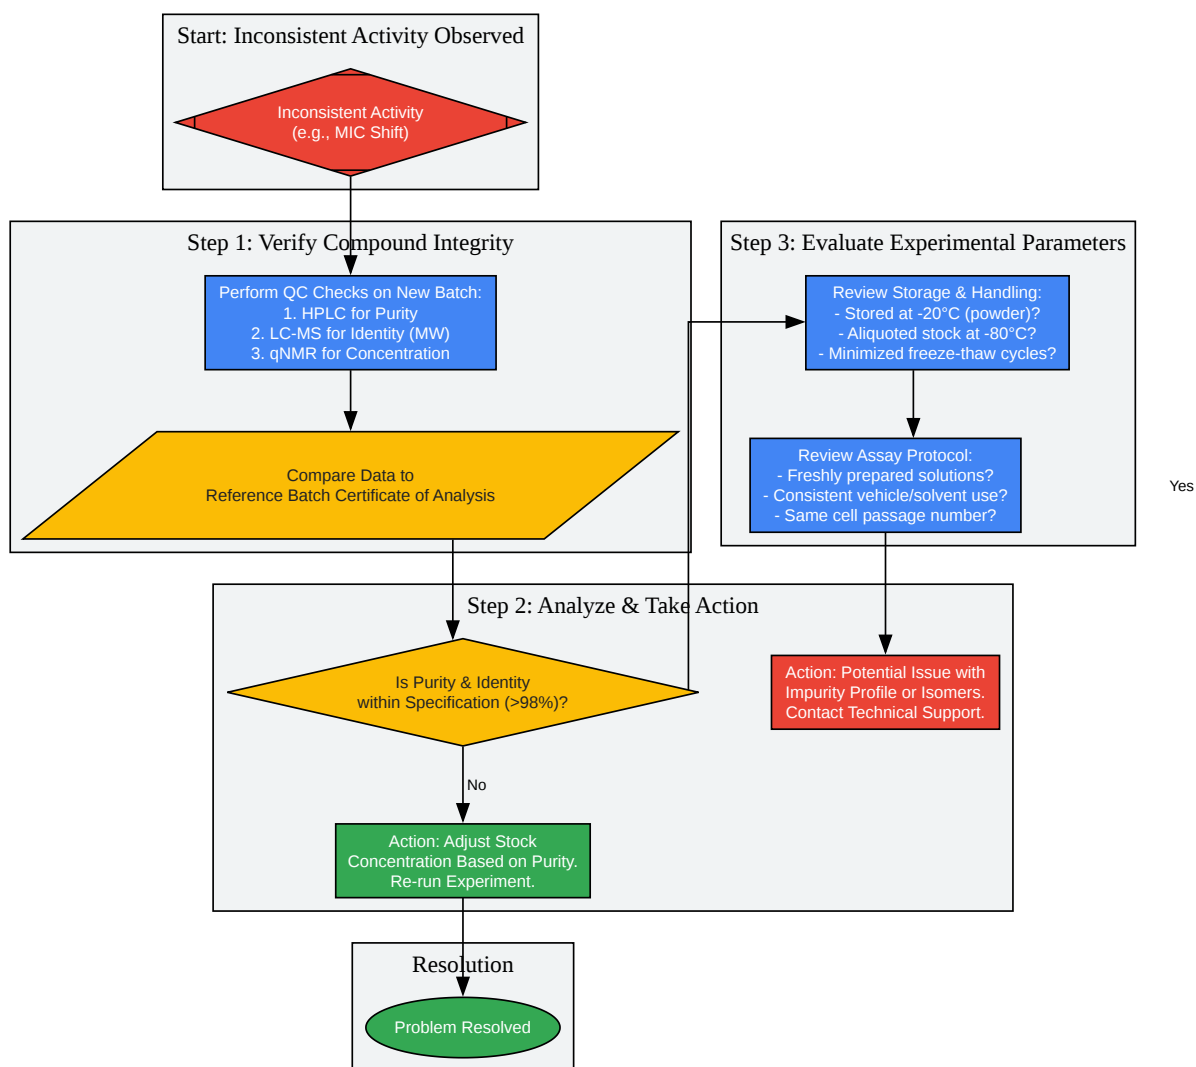 Start: Inconsistent Activity Observed
Inconsistent Activity
(e.g., MIC Shift)
Step 1: Verify Compound Integrity
Perform QC Checks on New Batch:
1. HPLC for Purity
2. LC-MS for Identity (MW)
3. qNMR for Concentration
Compare Data to
Reference Batch Certificate of Analysis
Step 3: Evaluate Experimental Parameters
Review Storage & Handling:
- Stored at -20°C (powder)?
- Aliquoted stock at -80°C?
- Minimized freeze-thaw cycles?
Review Assay Protocol:
- Freshly prepared solutions?
- Consistent vehicle/solvent use?
- Same cell passage number?
Yes
Step 2: Analyze & Take Action
Is Purity & Identity
within Specification (>98%)?
Action: Potential Issue with
Impurity Profile or Isomers.
Contact Technical Support.
No
Action: Adjust Stock
Concentration Based on Purity.
Re-run Experiment.
Resolution
Problem Resolved